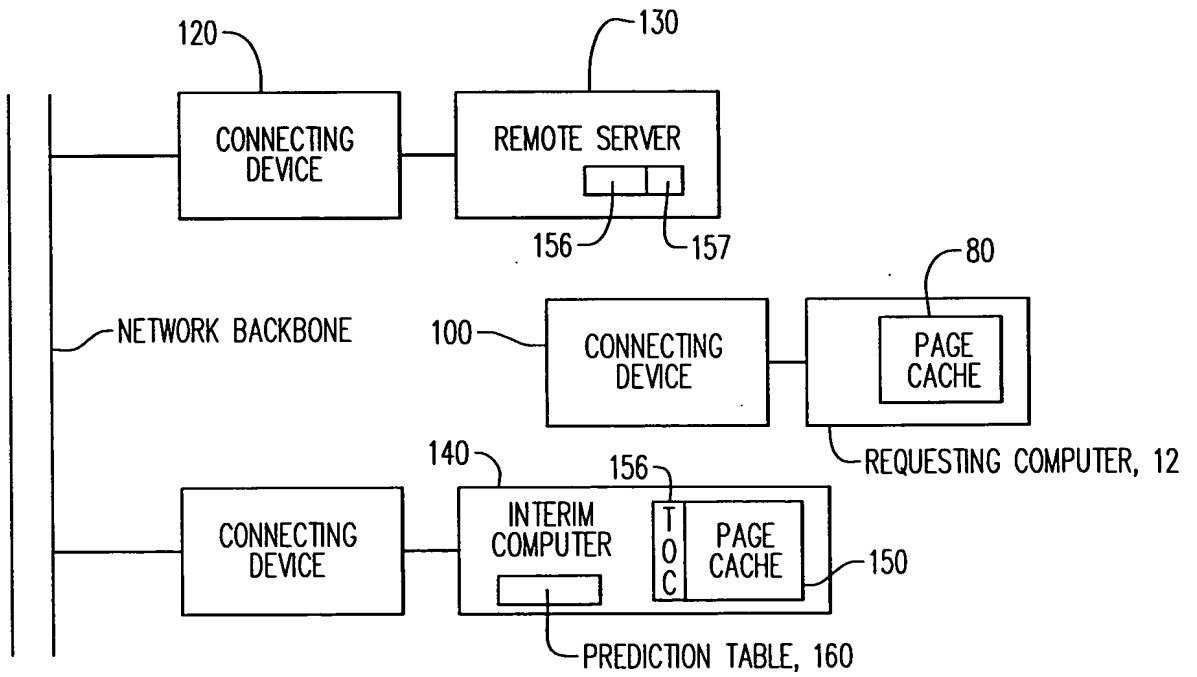 120
130
CONNECTING
DEVICE
REMOTE SERVER
156
157
80
NETWORK BACKBONE
100
CONNECTING
DEVICE
PAGE
CACHE
REQUESTING COMPUTER, 12
140
156
CONNECTING
DEVICE
INTERIM
COMPUTER
TOC
PAGE
CACHE
150
PREDICTION TABLE, 160